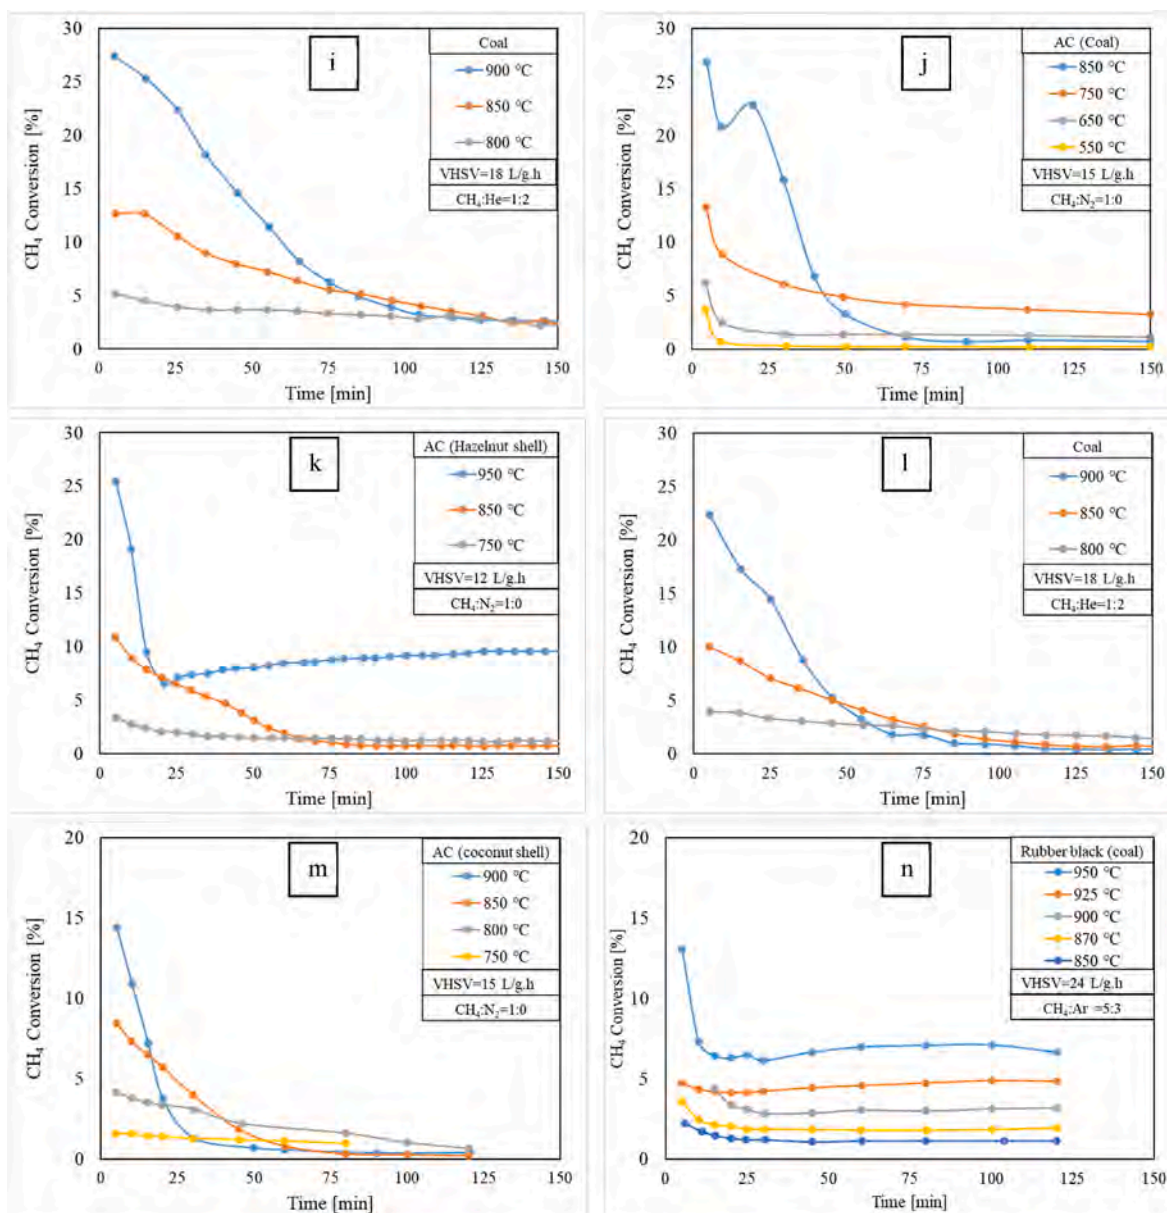 30
25
20
15
10
5
0
CH₄ Conversion [%]
i
Coal
900 °C
850 °C
800 °C
VHSV=18 L/g.h
CH₄:He=1:2
0 25 50 75 100 125 150
Time [min]
30
25
20
15
10
5
0
CH₄ Conversion [%]
j
AC (Coal)
850 °C
750 °C
650 °C
550 °C
VHSV=15 L/g.h
CH₄:N₂=1:0
0 25 50 75 100 125 150
Time [min]
30
25
20
15
10
5
0
CH₄ Conversion [%]
k
AC (Hazelnut shell)
950 °C
850 °C
750 °C
VHSV=12 L/g.h
CH₄:N₂=1:0
0 25 50 75 100 125 150
Time [min]
30
25
20
15
10
5
0
CH₄ Conversion [%]
l
Coal
900 °C
850 °C
800 °C
VHSV=18 L/g.h
CH₄:He=1:2
0 25 50 75 100 125 150
Time [min]
20
15
10
5
0
CH₄ Conversion [%]
m
AC (coconut shell)
900 °C
850 °C
800 °C
750 °C
VHSV=15 L/g.h
CH₄:N₂=1:0
0 25 50 75 100 125 150
Time [min]
20
15
10
5
0
CH₄ Conversion [%]
n
Rubber black (coal)
950 °C
925 °C
900 °C
870 °C
850 °C
VHSV=24 L/g.h
CH₄:Ar =5:3
0 25 50 75 100 125 150
Time [min]